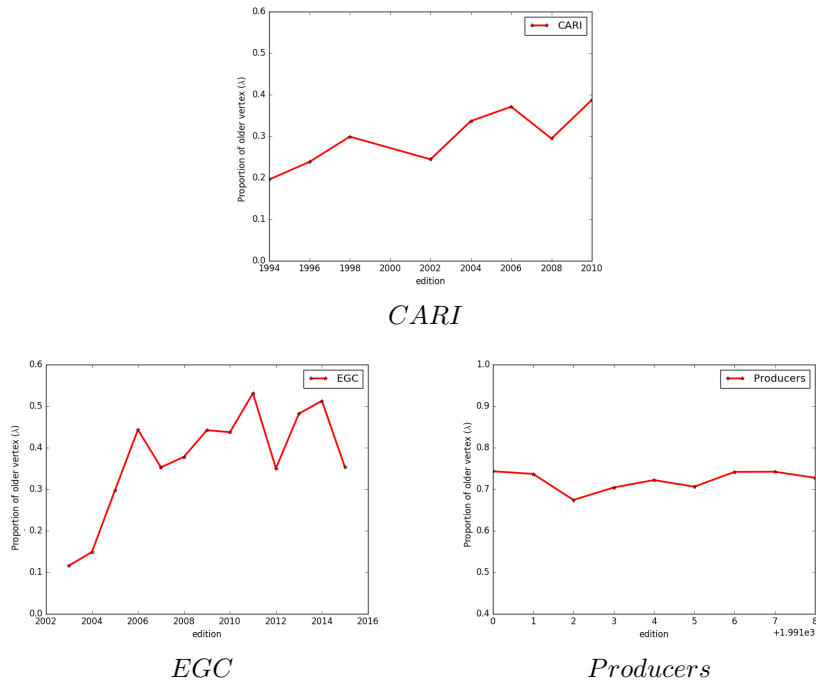 0.6
CARI
0.5
0.4
0.3
0.2
0.1
0.0
Proportion of older vertex (λ)
1994 1996 1998 2000 2002 2004 2006 2008 2010
edition
CARI
0.6
EGC
0.5
0.4
0.3
0.2
0.1
0.0
Proportion of older vertex (λ)
2002 2004 2006 2008 2010 2012 2014 2016
edition
EGC
1.0
Producers
0.9
0.8
0.7
0.6
0.5
0.4
Proportion of older vertex (λ)
0 1 2 3 4 5 6 7 8
edition
+1.991e3
Producers